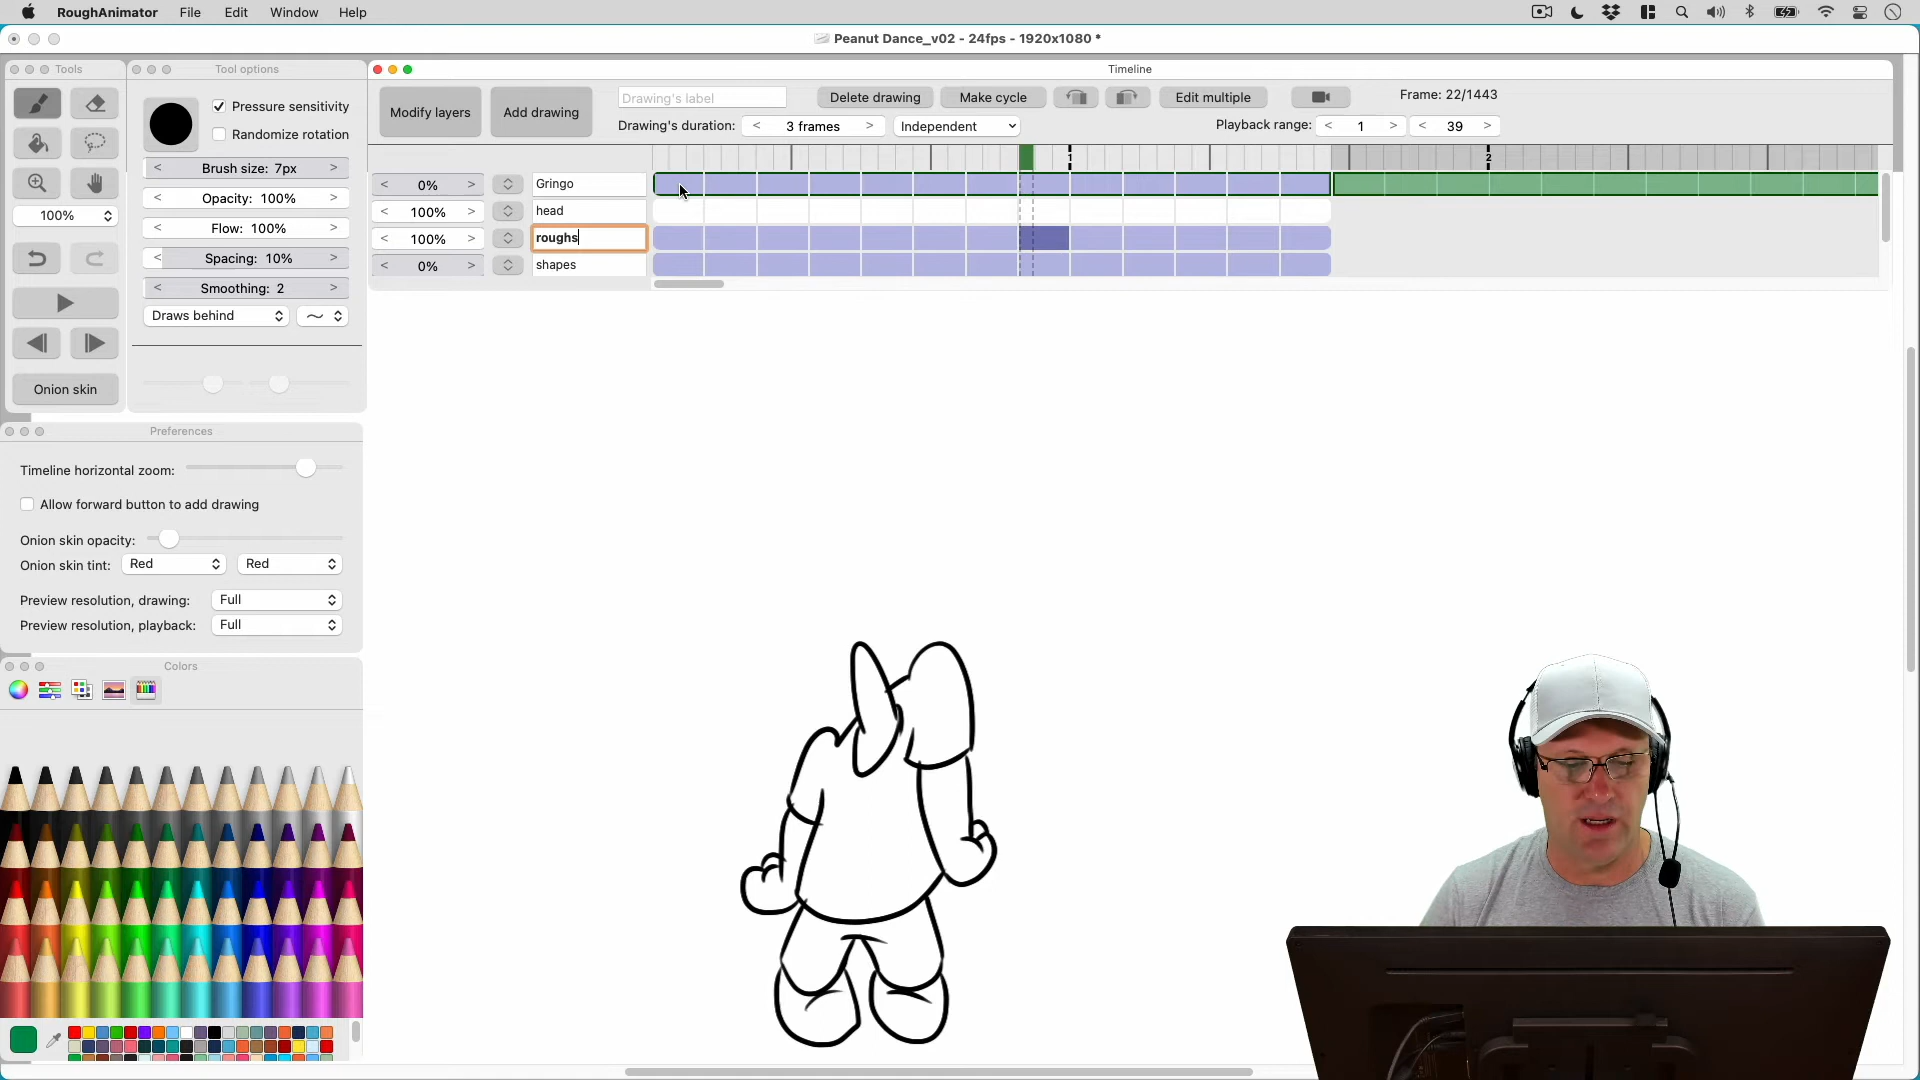 RoughAnimator File Edit Window Help
Peanut Dance_v02 - 24fps - 1920x1080 *
Tools
Tool options
Timeline
Pressure sensitivity
Randomize rotation
Brush size: 7px
Opacity: 100%
Flow: 100%
Spacing: 10%
Smoothing: 2
Draws behind
100%
Onion skin
Modify layers
Add drawing
Drawing's label
Delete drawing
Make cycle
Edit multiple
Frame: 22/1443
Drawing's duration: < 3 frames >
Independent
Playback range: < 1 > < 39 >
1
2
< 0% > Gringo
< 100% > head
< 100% > roughs
< 0% > shapes
Preferences
Timeline horizontal zoom:
Allow forward button to add drawing
Onion skin opacity:
Onion skin tint: Red Red
Preview resolution, drawing: Full
Preview resolution, playback: Full
Colors